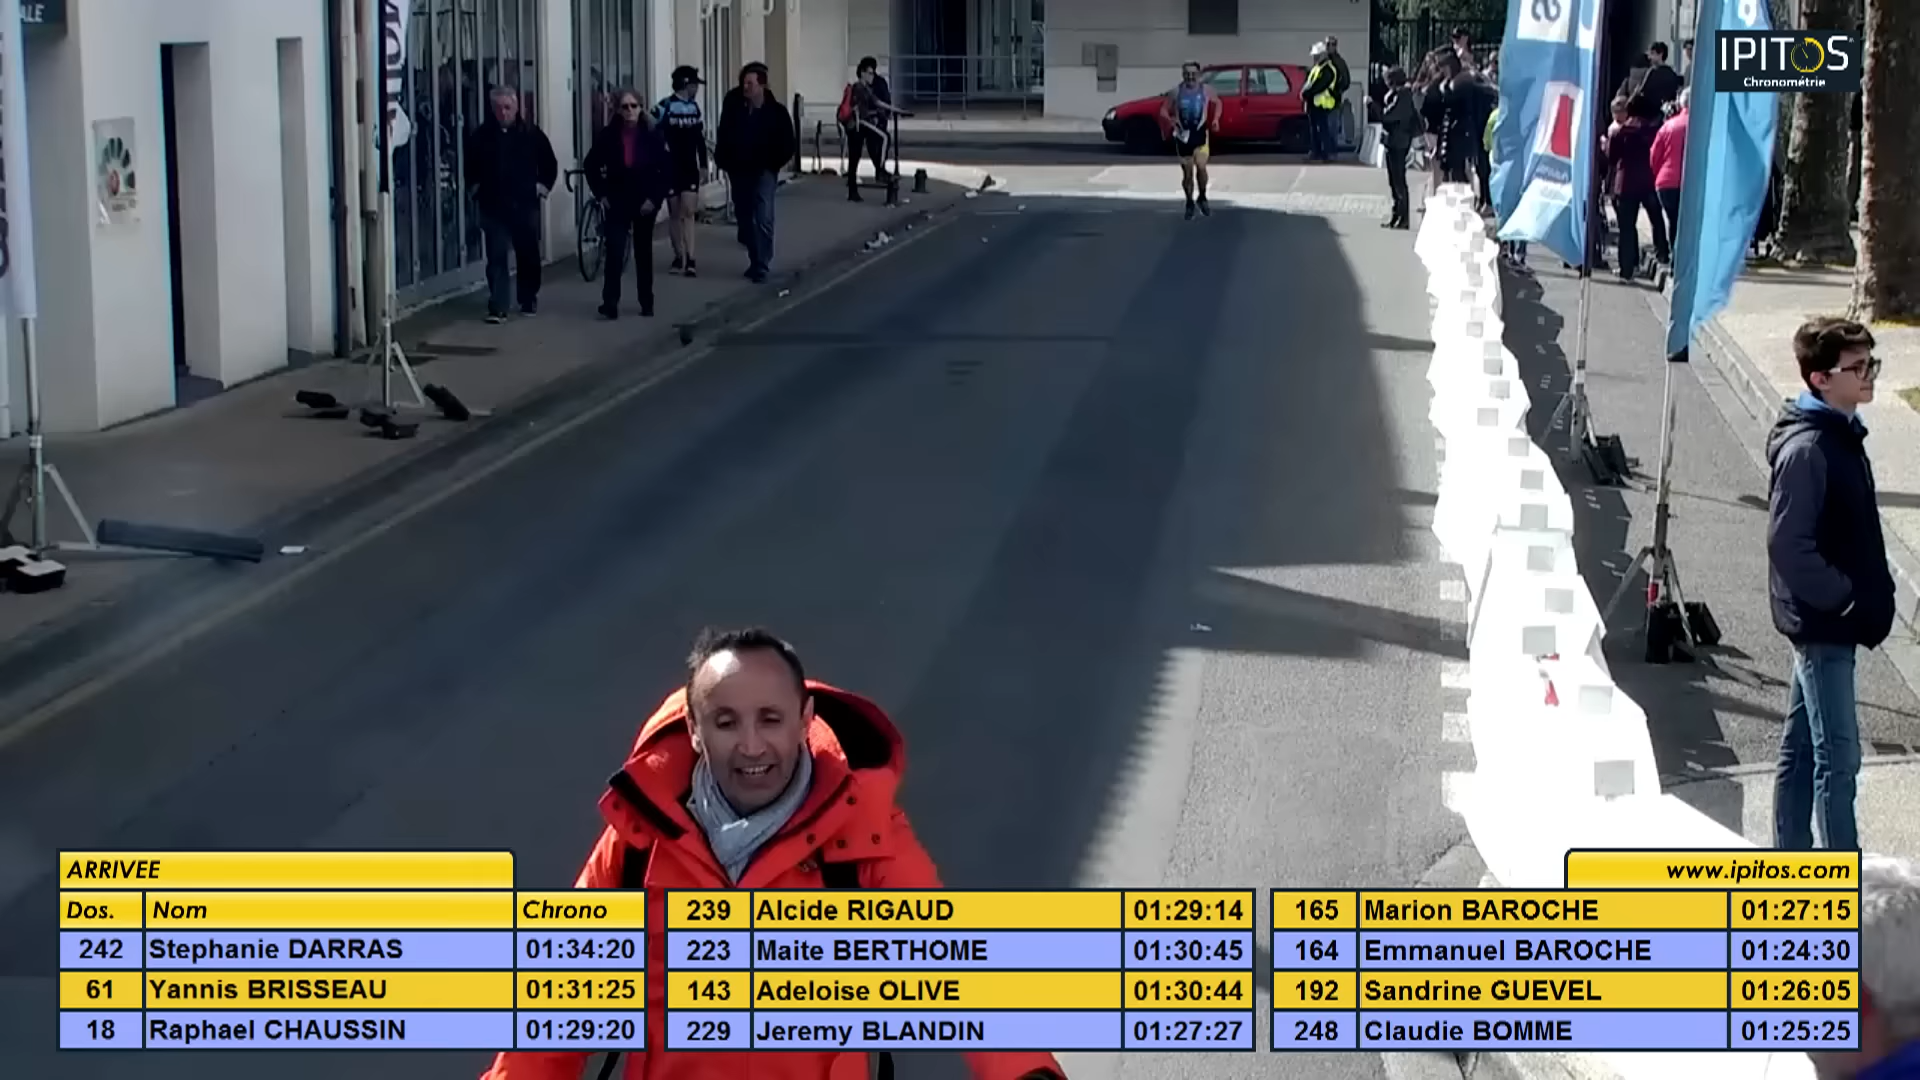 ALE
IPITOS
Chronométrie
ARRIVEE
www.ipitos.com
Dos. Nom Chrono
242 Stephanie DARRAS 01:34:20
61 Yannis BRISSEAU 01:31:25
18 Raphael CHAUSSIN 01:29:20
239 Alcide RIGAUD 01:29:14
223 Maite BERTHOME 01:30:45
143 Adeloise OLIVE 01:30:44
229 Jeremy BLANDIN 01:27:27
165 Marion BAROCHE 01:27:15
164 Emmanuel BAROCHE 01:24:30
192 Sandrine GUEVEL 01:26:05
248 Claudie BOMME 01:25:25